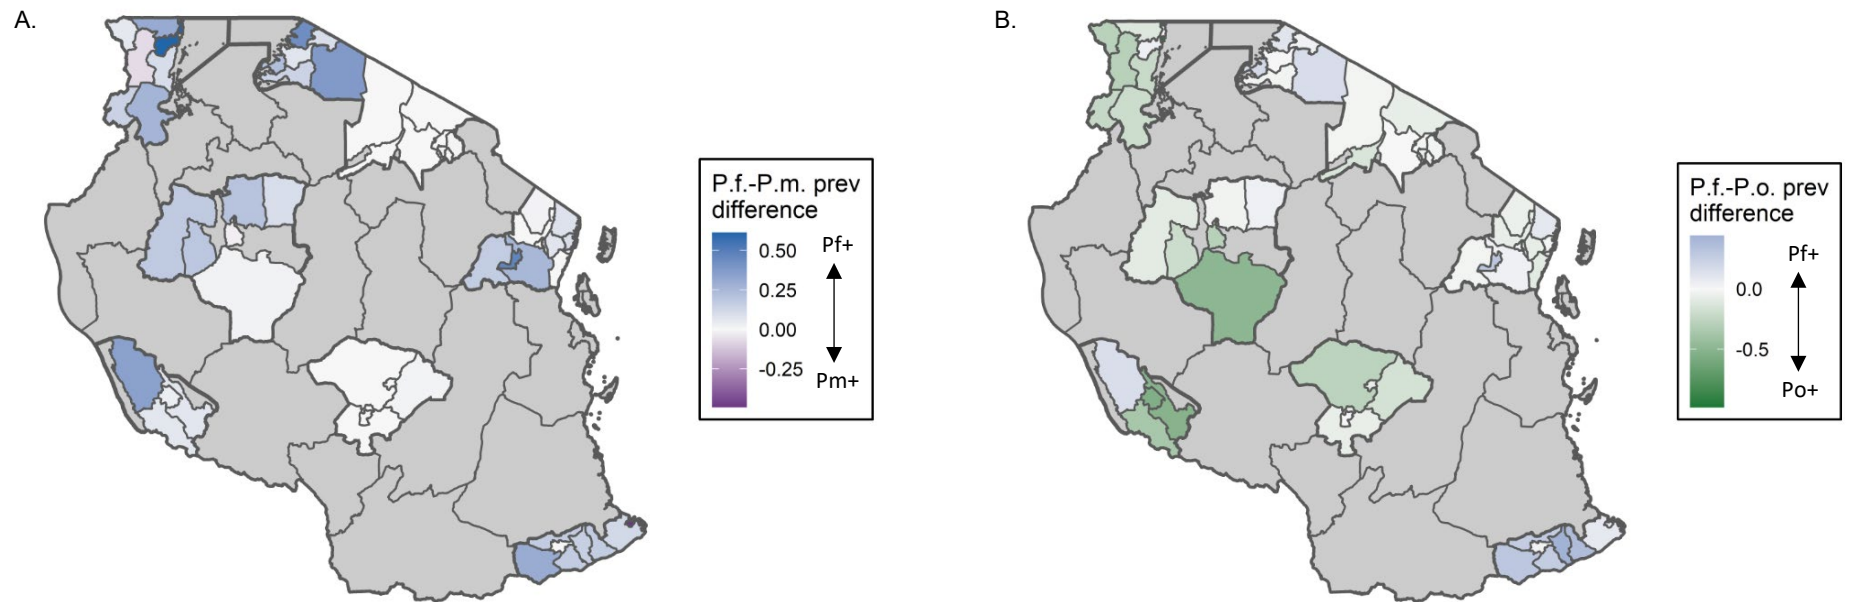 A.
P.f.-P.m. prev
difference
0.50
0.25
0.00
-0.25
Pf+
Pm+
B.
P.f.-P.o. prev
difference
0.0
-0.5
Pf+
Po+